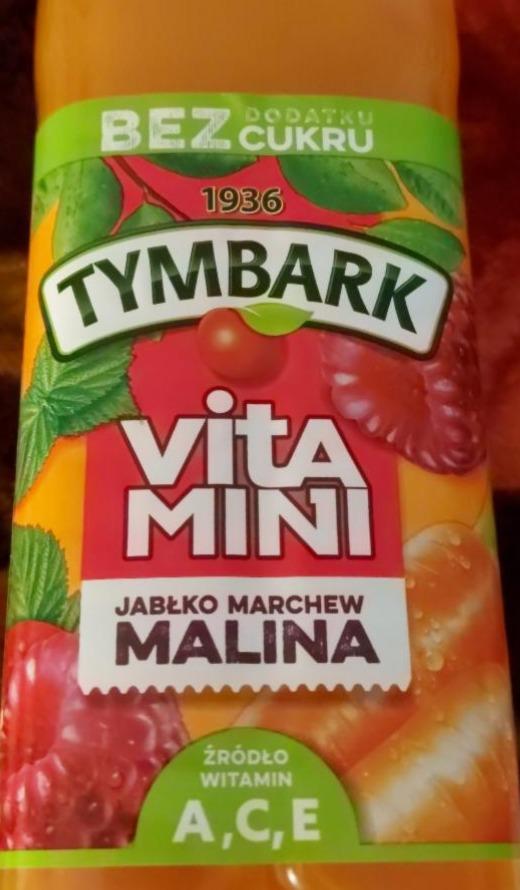 BEZ DODATKU
CUKRU
1936
TYMBARK
vitA
MINI
JABŁKO MARCHEW
MALINA
ŹRÓDŁO
WITAMIN
A,C,E